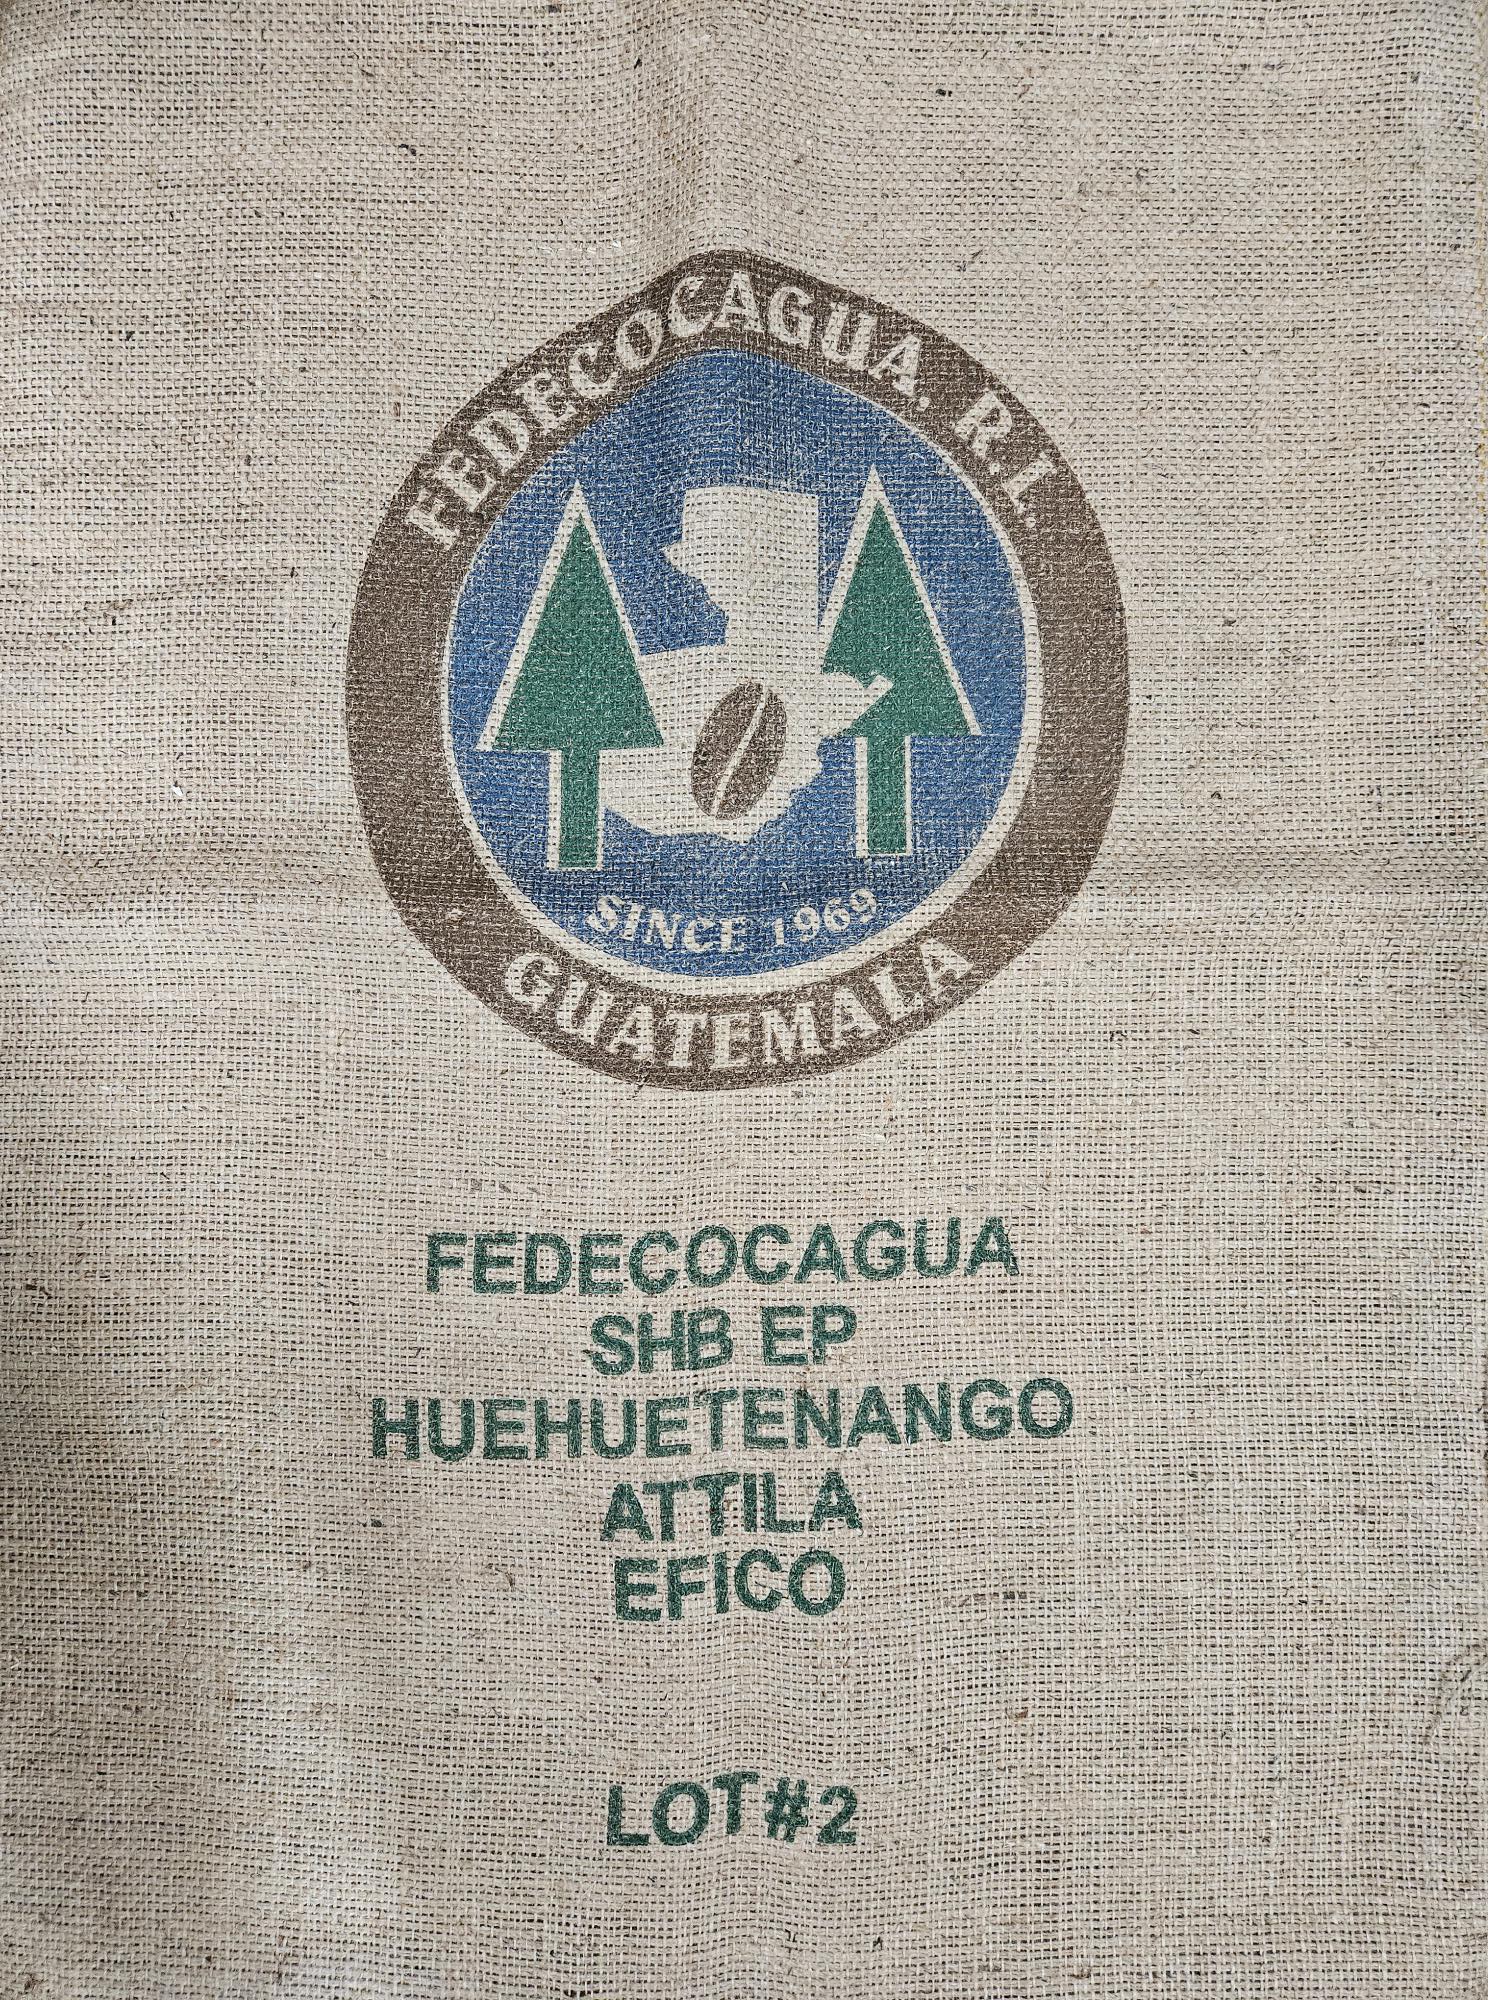 FEDECOCAGUA, R.L.
SINCE 1969
GUATEMALA
FEDECOCAGUA
SHB EP
HUEHUETENANGO
ATTILA
EFICO
LOT#2